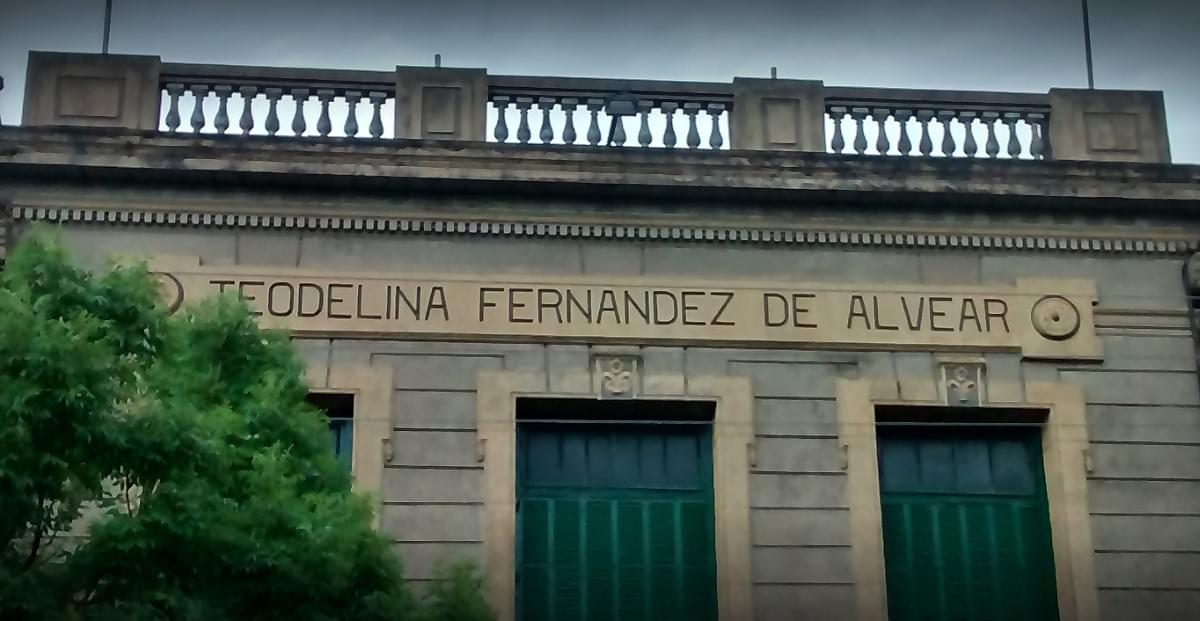 TEODELINA FERNANDEZ DE ALVEAR